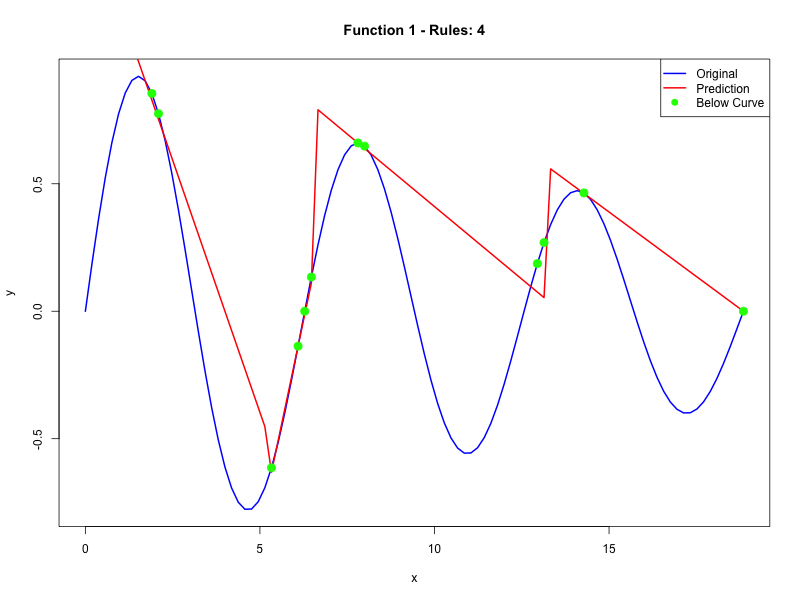 Function 1 - Rules: 4
Original
Prediction
Below Curve
y
0.5
0.0
-0.5
0 5 10 15
x